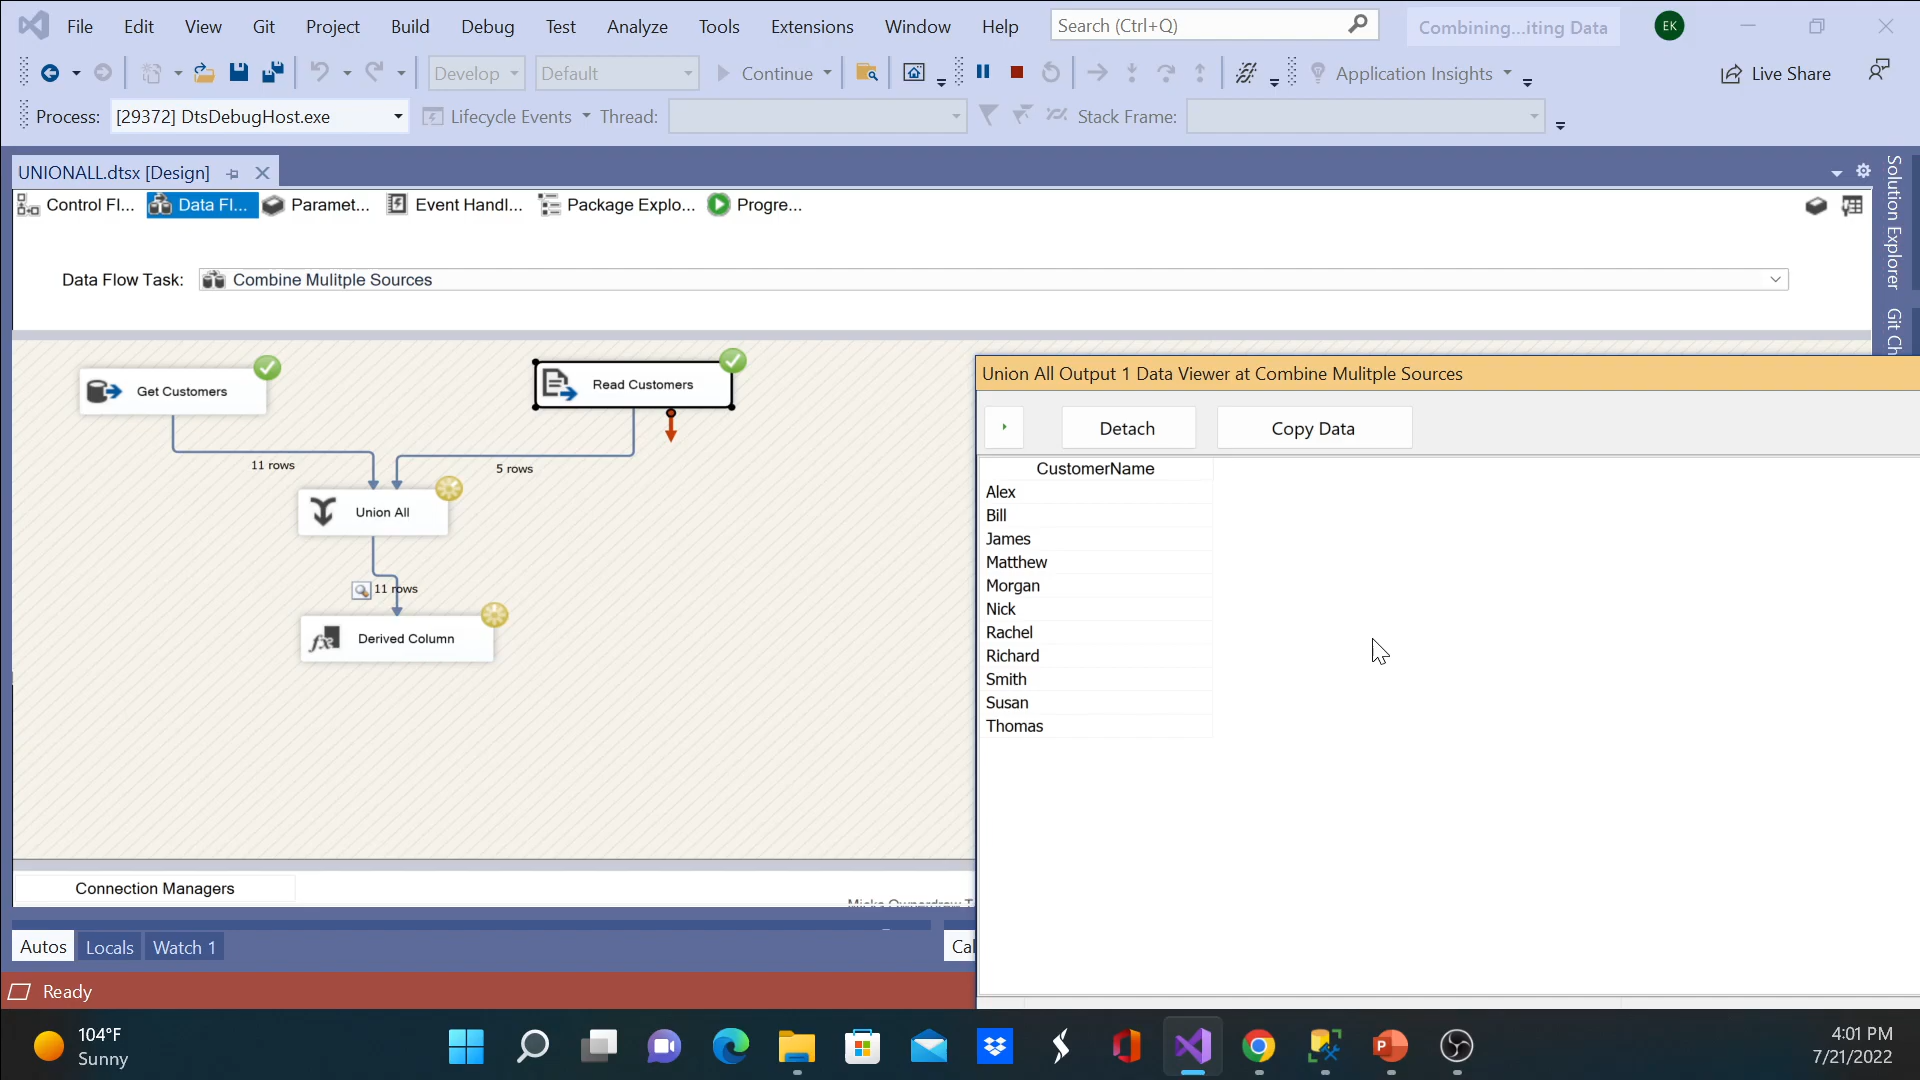 File Edit View Git Project Build Debug Test Analyze Tools Extensions Window Help Search (Ctrl+Q) Combining...iting Data EK
Develop Default Continue Application Insights Live Share
Process: [29372] DtsDebugHost.exe Lifecycle Events Thread: Stack Frame:
UNIONALL.dtsx [Design]
Control Fl... Data Fl... Paramet... Event Handl... Package Explo... Progre...
Data Flow Task: Combine Mulitple Sources
Get Customers
Read Customers
11 rows
5 rows
Union All
11 rows
Derived Column
Union All Output 1 Data Viewer at Combine Mulitple Sources
Detach Copy Data
CustomerName
Alex
Bill
James
Matthew
Morgan
Nick
Rachel
Richard
Smith
Susan
Thomas
Solution Explorer
Git Ch
Connection Managers
Autos Locals Watch 1 Cal
Ready
104°F
Sunny
4:01 PM
7/21/2022